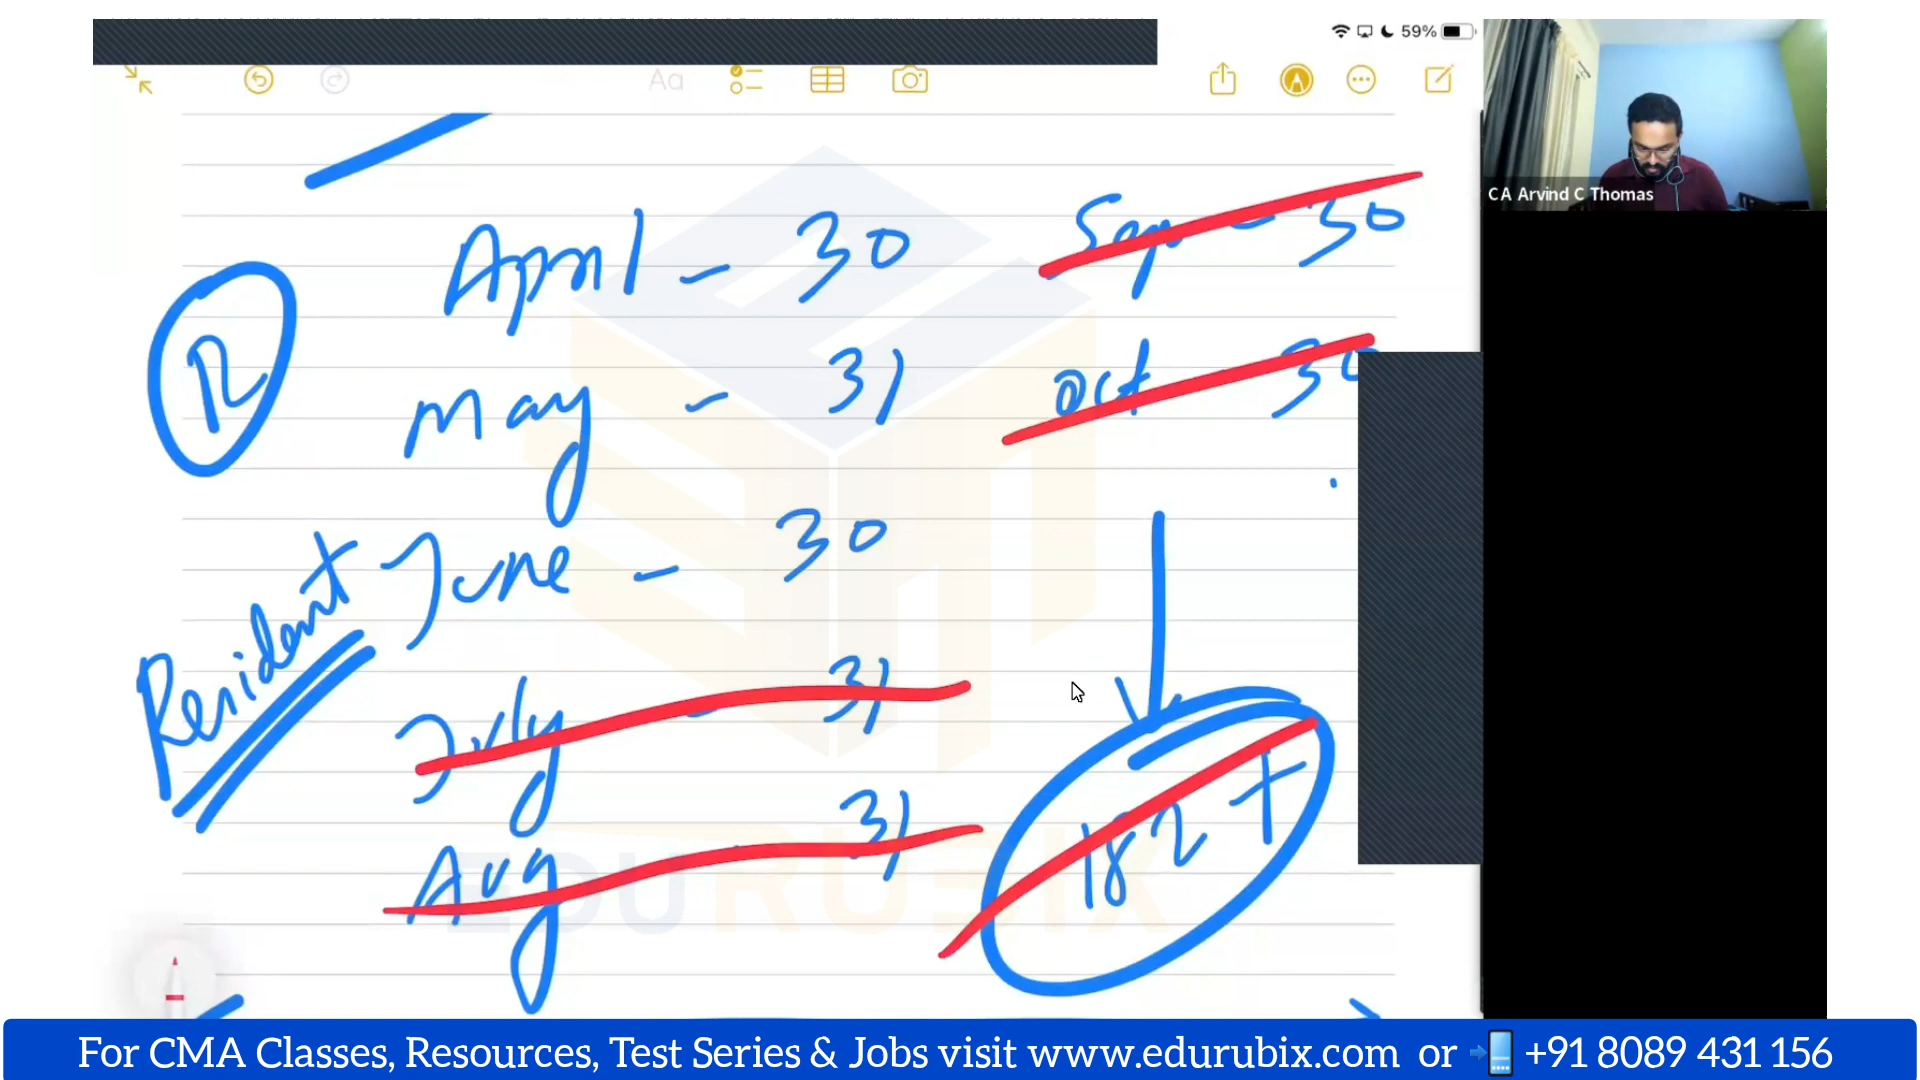 59%
Aa
CA Arvind C Thomas
April - 30
Sep - 30
R
May - 31
Oct 30
June - 30
Resident
July - 31
Aug 31
182 +
EDURUBIX
For CMA Classes, Resources, Test Series & Jobs visit www.edurubix.com or +91 8089 431 156